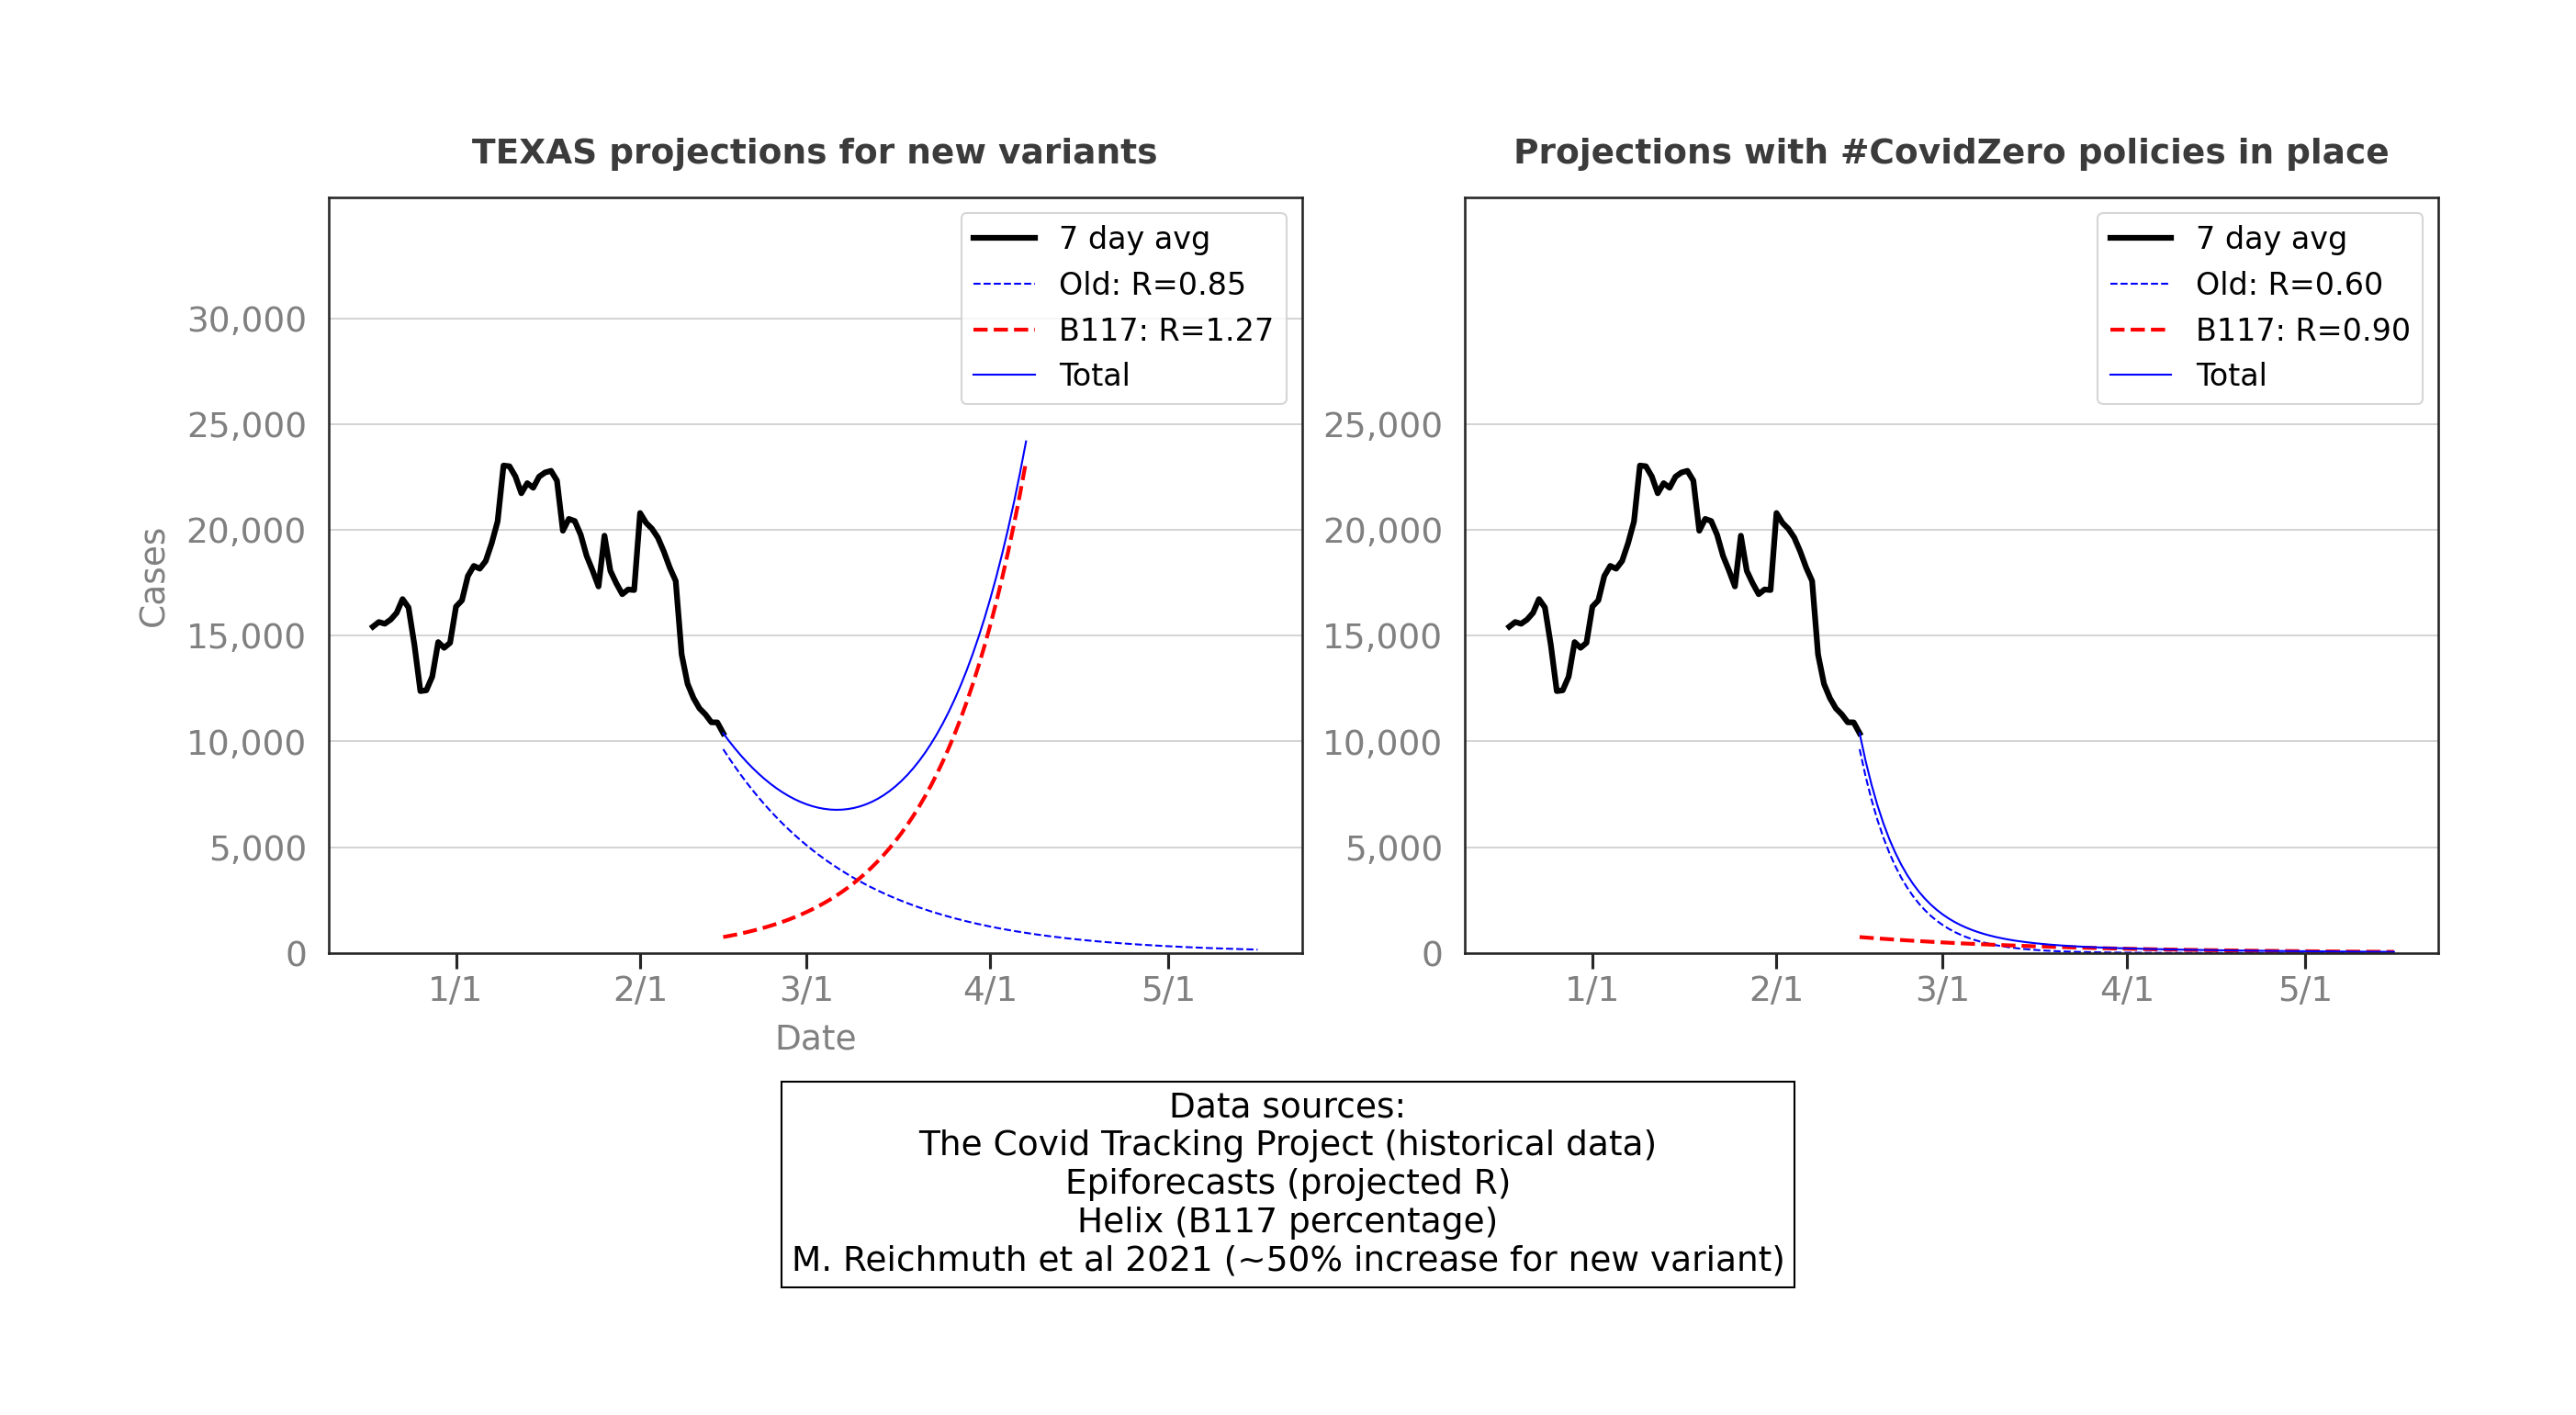 TEXAS projections for new variants
7 day avg
Old: R=0.85
B117: R=1.27
Total
30,000
25,000
20,000
15,000
10,000
5,000
0
Cases
1/1
2/1
3/1
4/1
5/1
Date
Projections with #CovidZero policies in place
7 day avg
Old: R=0.60
B117: R=0.90
Total
25,000
20,000
15,000
10,000
5,000
0
1/1
2/1
3/1
4/1
5/1
Data sources:
The Covid Tracking Project (historical data)
Epiforecasts (projected R)
Helix (B117 percentage)
M. Reichmuth et al 2021 (~50% increase for new variant)